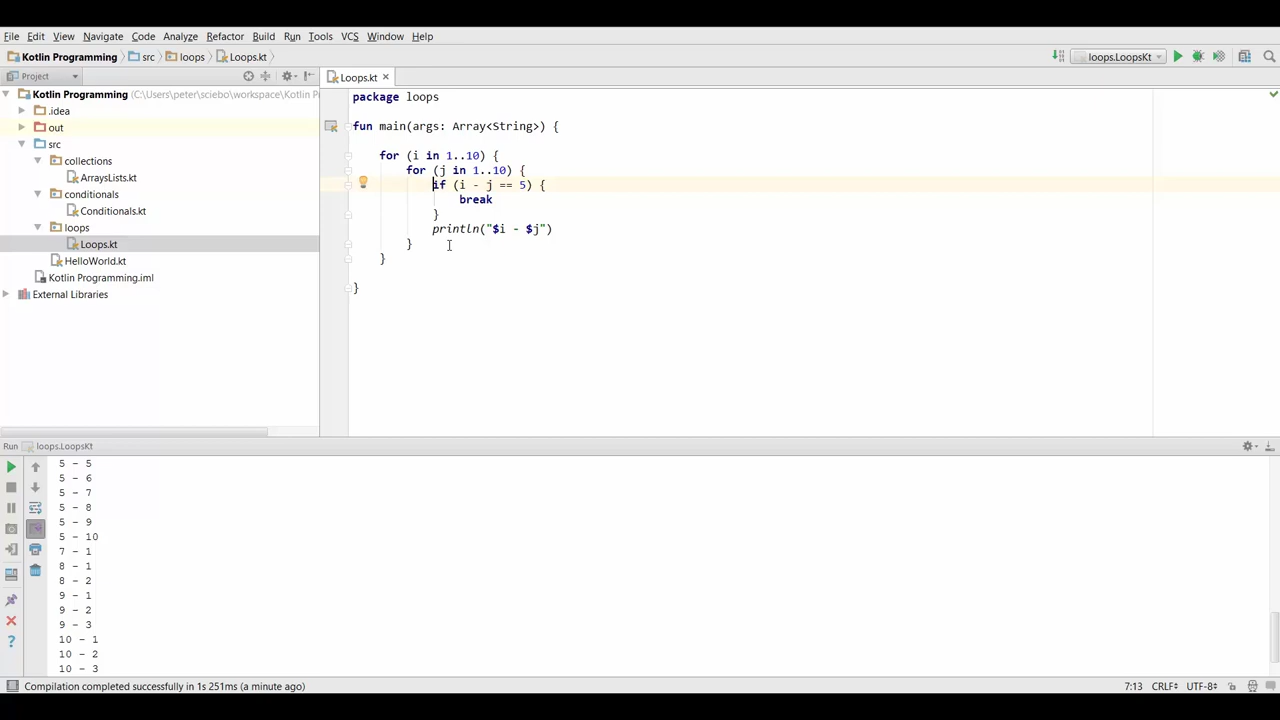 File Edit View Navigate Code Analyze Refactor Build Run Tools VCS Window Help
Kotlin Programming src loops Loops.kt loops.LoopsKt
Project Loops.kt
Kotlin Programming (C:\Users\peter\sciebo\workspace\Kotlin P
.idea
out
src
collections
ArraysLists.kt
conditionals
Conditionals.kt
loops
Loops.kt
HelloWorld.kt
Kotlin Programming.iml
External Libraries
package loops
fun main(args: Array<String>) {
for (i in 1..10) {
for (j in 1..10) {
if (i - j == 5) {
break
}
println("$i - $j")
}
}
}
Run loops.LoopsKt
5 - 5
5 - 6
5 - 7
5 - 8
5 - 9
5 - 10
7 - 1
8 - 1
8 - 2
9 - 1
9 - 2
9 - 3
10 - 1
10 - 2
10 - 3
Compilation completed successfully in 1s 251ms (a minute ago) 7:13 CRLF UTF-8